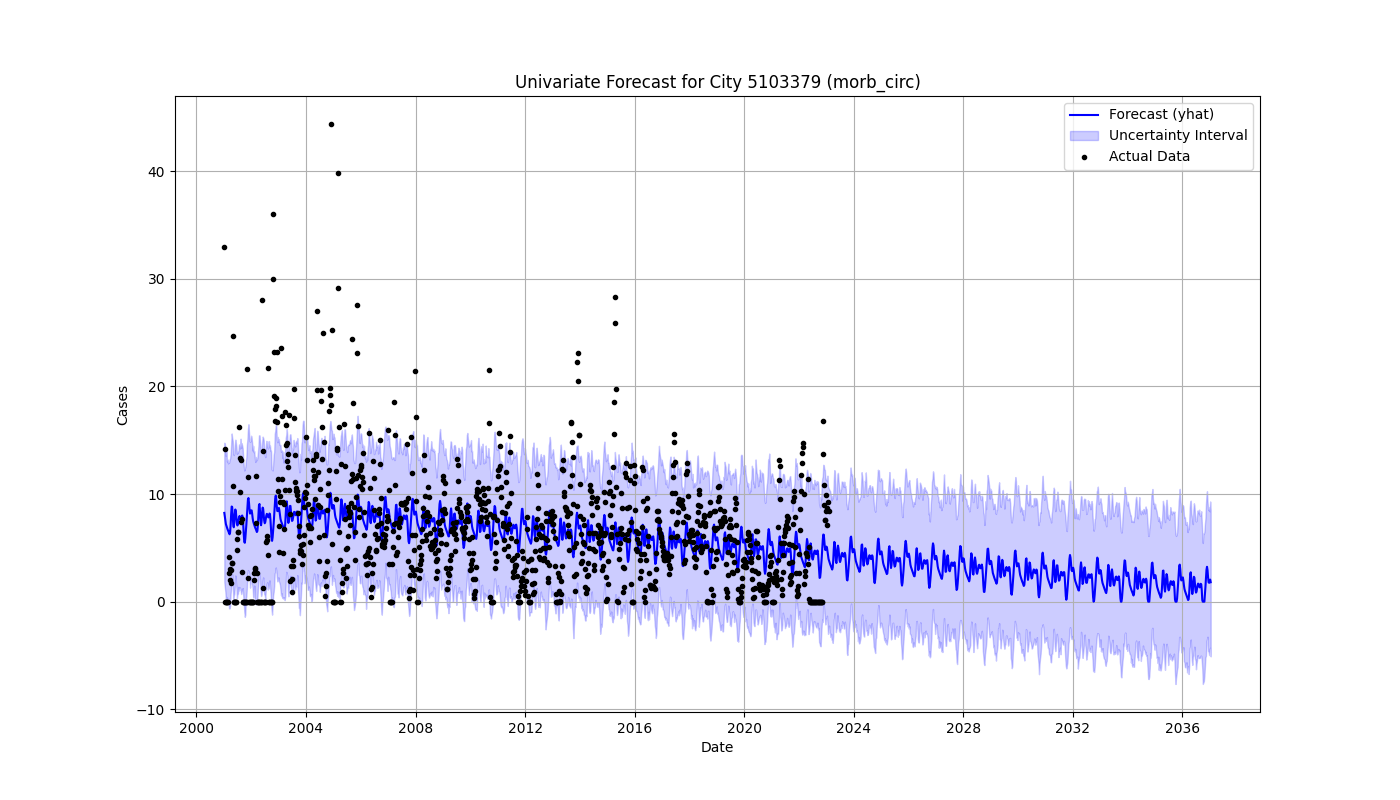 Univariate Forecast for City 5103379 (morb_circ)
Forecast (yhat)
Uncertainty Interval
Actual Data
Cases
40
30
20
10
0
−10
2000 2004 2008 2012 2016 2020 2024 2028 2032 2036
Date